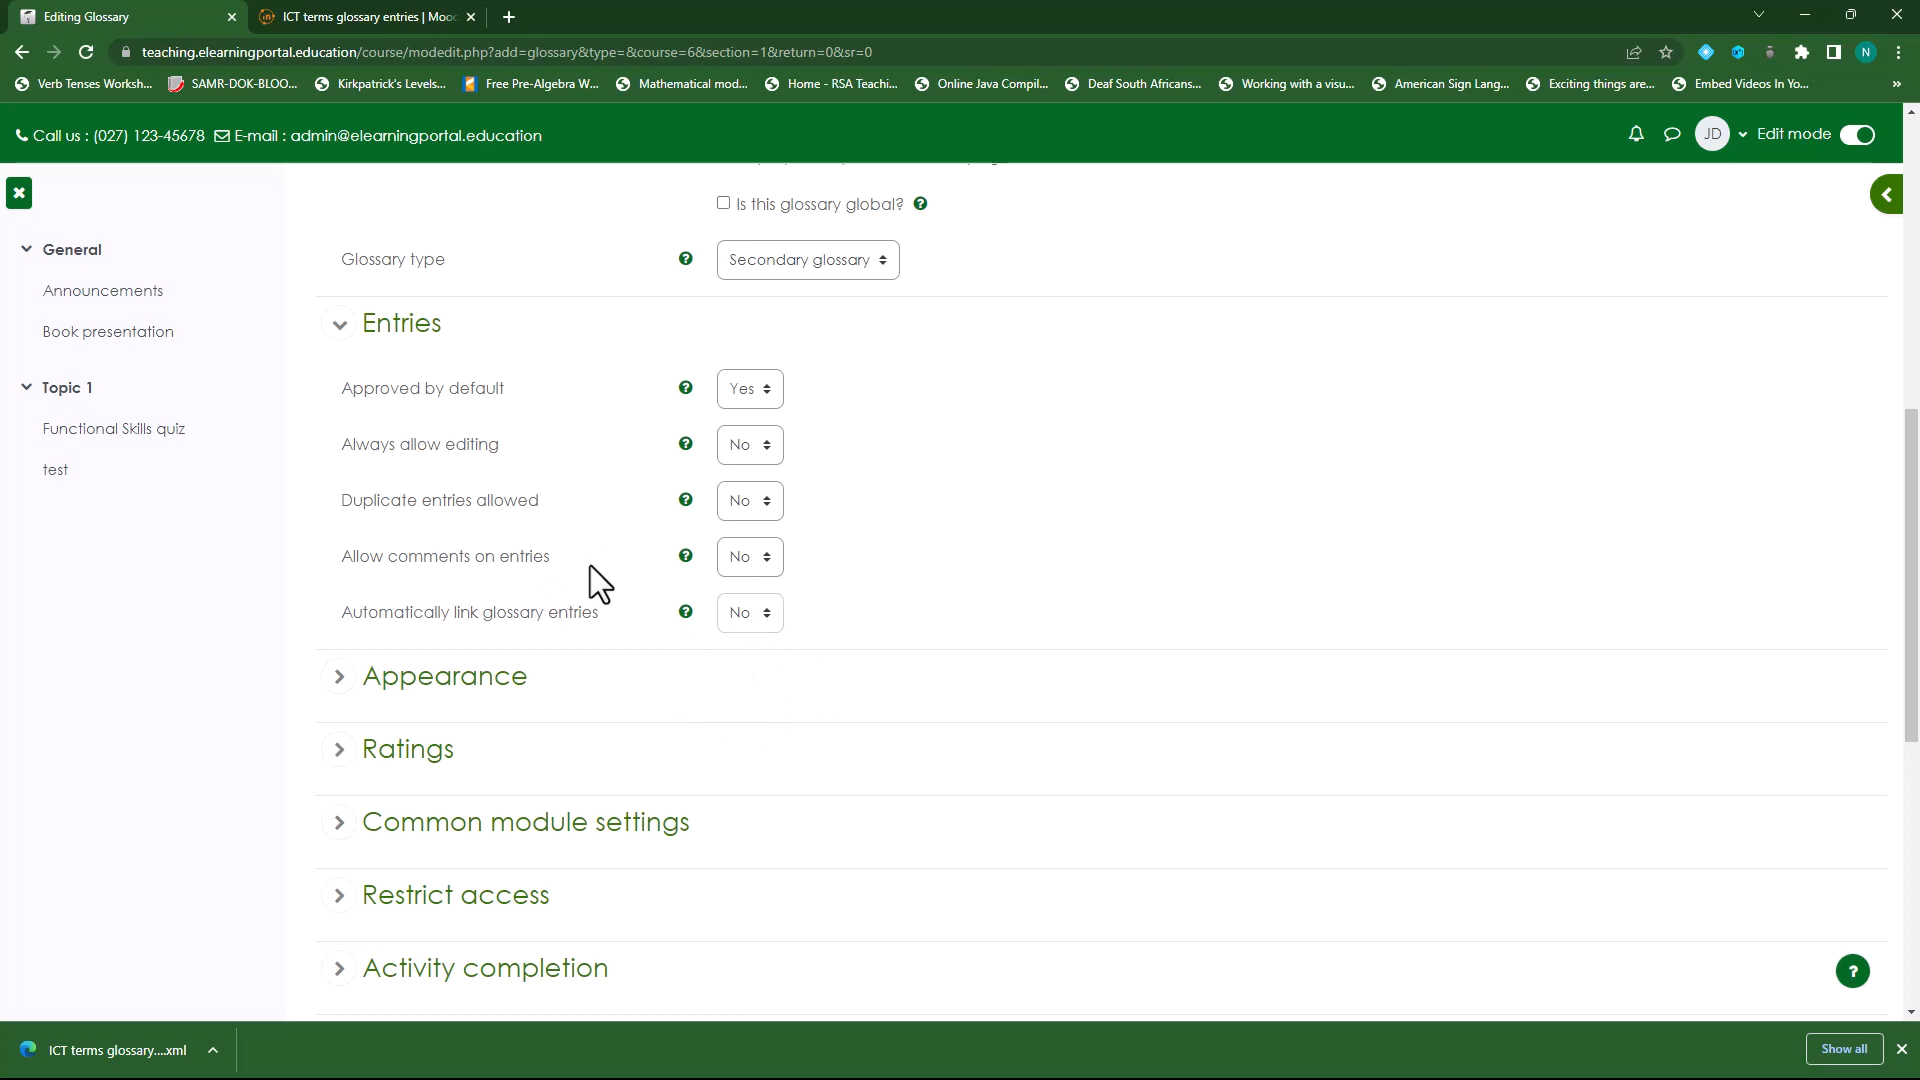 Editing Glossary
ICT terms glossary entries | Mooc
teaching.elearningportal.education/course/modedit.php?add=glossary&type=&course=6&section=1&return=0&sr=0
N
Verb Tenses Worksh...
SAMR-DOK-BLOO...
Kirkpatrick's Levels...
Free Pre-Algebra W...
Mathematical mod...
Home - RSA Teachi...
Online Java Compil...
Deaf South Africans...
Working with a visu...
American Sign Lang...
Exciting things are...
Embed Videos In Yo...
»
Call us : (027) 123-45678 E-mail : admin@elearningportal.education
JD
Edit mode
General
Announcements
Book presentation
Topic 1
Functional Skills quiz
test
Is this glossary global? ?
Glossary type ? Secondary glossary
Entries
Approved by default ? Yes
Always allow editing ? No
Duplicate entries allowed ? No
Allow comments on entries ? No
Automatically link glossary entries ? No
Appearance
Ratings
Common module settings
Restrict access
Activity completion
?
ICT terms glossary....xml
Show all